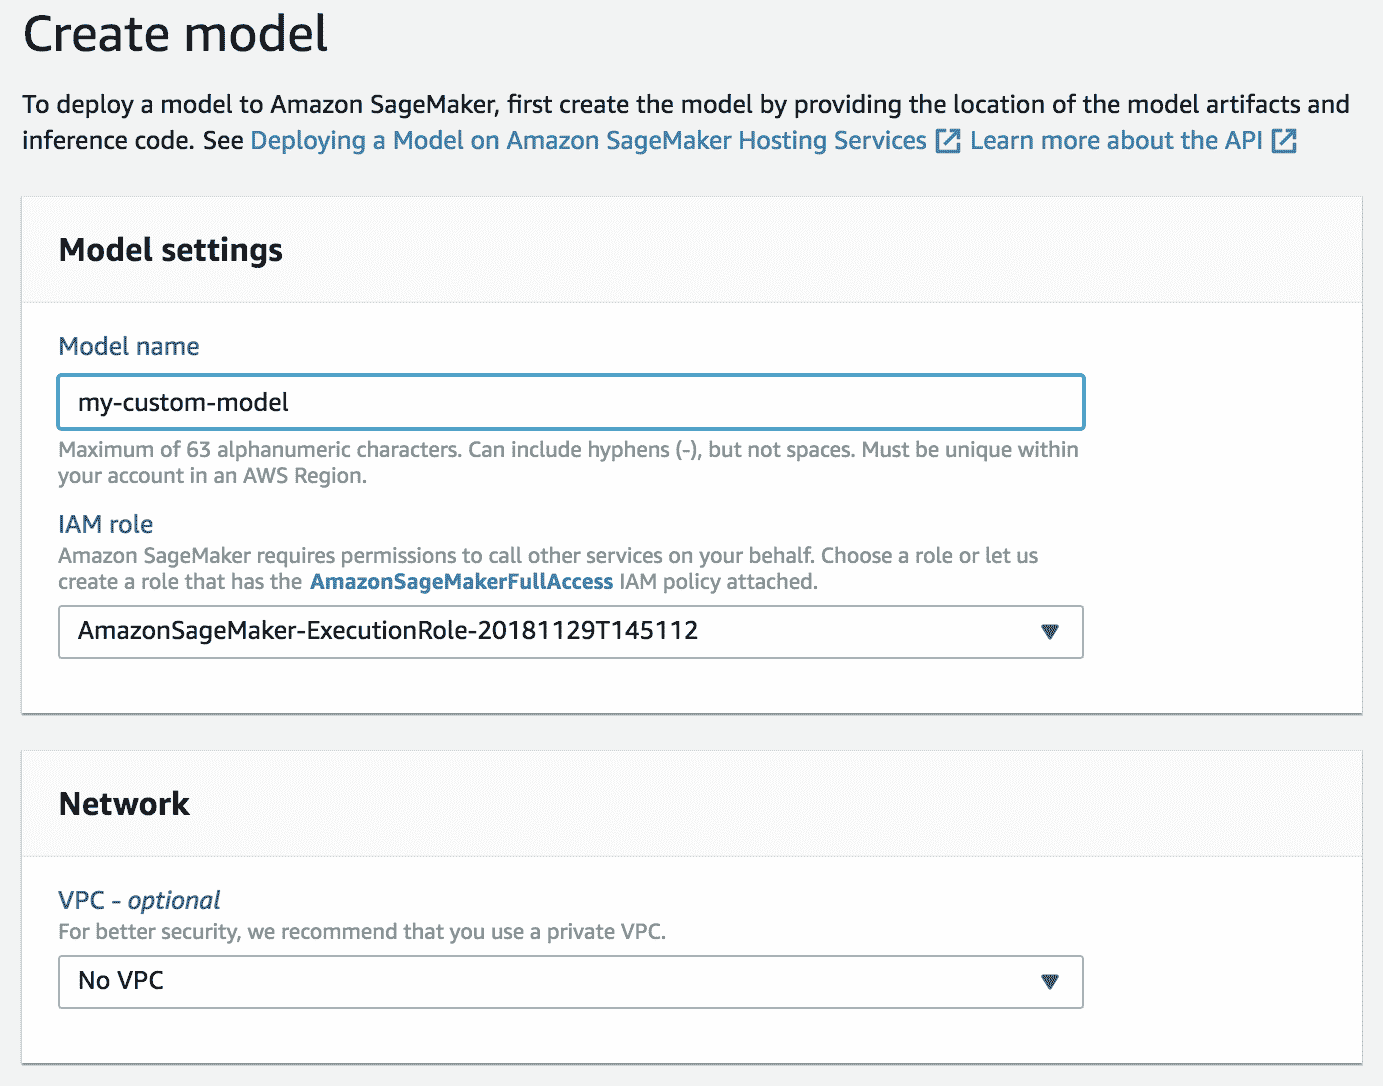 Create model
To deploy a model to Amazon SageMaker, first create the model by providing the location of the model artifacts and
inference code. See Deploying a Model on Amazon SageMaker Hosting Services Learn more about the API
Model settings
Model name
my-custom-model
Maximum of 63 alphanumeric characters. Can include hyphens (-), but not spaces. Must be unique within
your account in an AWS Region.
IAM role
Amazon SageMaker requires permissions to call other services on your behalf. Choose a role or let us
create a role that has the AmazonSageMakerFullAccess IAM policy attached.
AmazonSageMaker-ExecutionRole-20181129T145112
Network
VPC - optional
For better security, we recommend that you use a private VPC.
No VPC